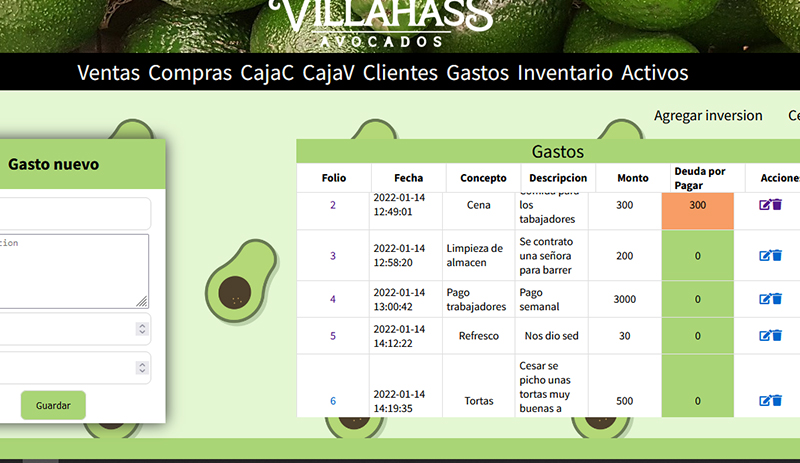 VILLAHASS
AVOCADOS
Ventas Compras CajaC CajaV Clientes Gastos Inventario Activos
Agregar inversion
Gasto nuevo
Guardar
Gastos
Folio Fecha Concepto Descripcion Monto Deuda por
Pagar
2 2022-01-14
12:49:01 Cena Comida para
los
tabajadores 300 300
3 2022-01-14
12:58:20 Limpieza de
almacen Se contrato
una señora
para barrer 200 0
4 2022-01-14
13:00:42 Pago
trabajadores Pago
semanal 3000 0
5 2022-01-14
14:12:22 Refresco Nos dio sed 30 0
6 2022-01-14
14:19:35 Tortas Cesar se
picho unas
tortas muy
buenas a 500 0